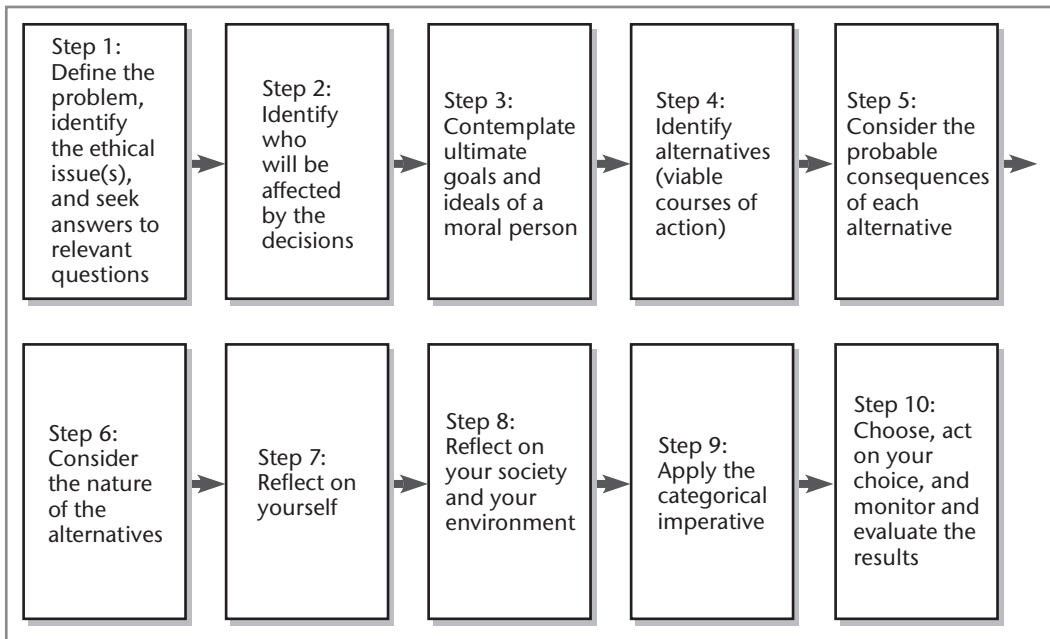 Step 1:
Define the
problem,
identify
the ethical
issue(s),
and seek
answers to
relevant
questions
Step 2:
Identify
who
will be
affected
by the
decisions
Step 3:
Contemplate
ultimate
goals and
ideals of a
moral person
Step 4:
Identify
alternatives
(viable
courses of
action)
Step 5:
Consider the
probable
consequences
of each
alternative
Step 6:
Consider
the nature
of the
alternatives
Step 7:
Reflect on
yourself
Step 8:
Reflect on
your society
and your
environment
Step 9:
Apply the
categorical
imperative
Step 10:
Choose, act
on your
choice, and
monitor and
evaluate the
results